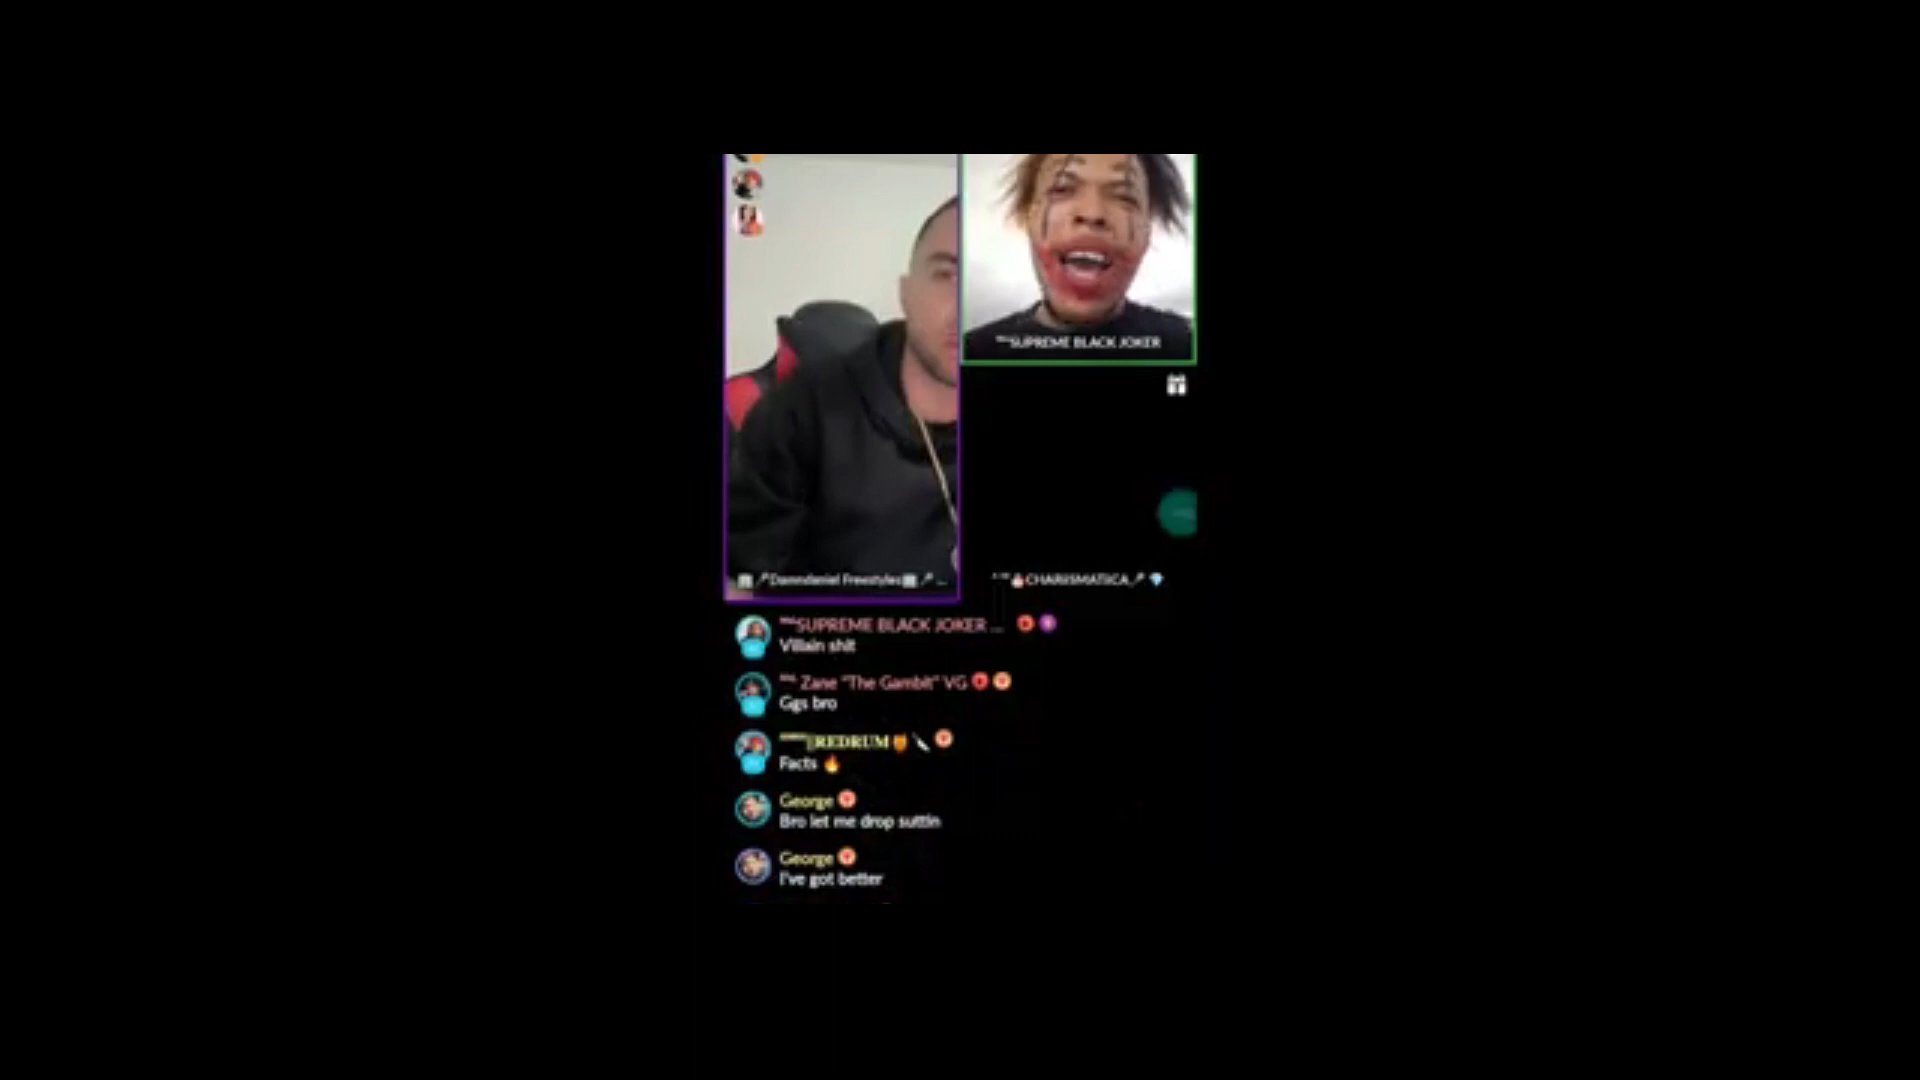 SUPREME BLACK JOKER
Damndaniel Freestyles ...
CHARISMATICA
SUPREME BLACK JOKER ...
Villain shit
Zane "The Gambit" VG
Ggs bro
||REDRUM
Facts 🔥
George
Bro let me drop suttin
George
I've got better